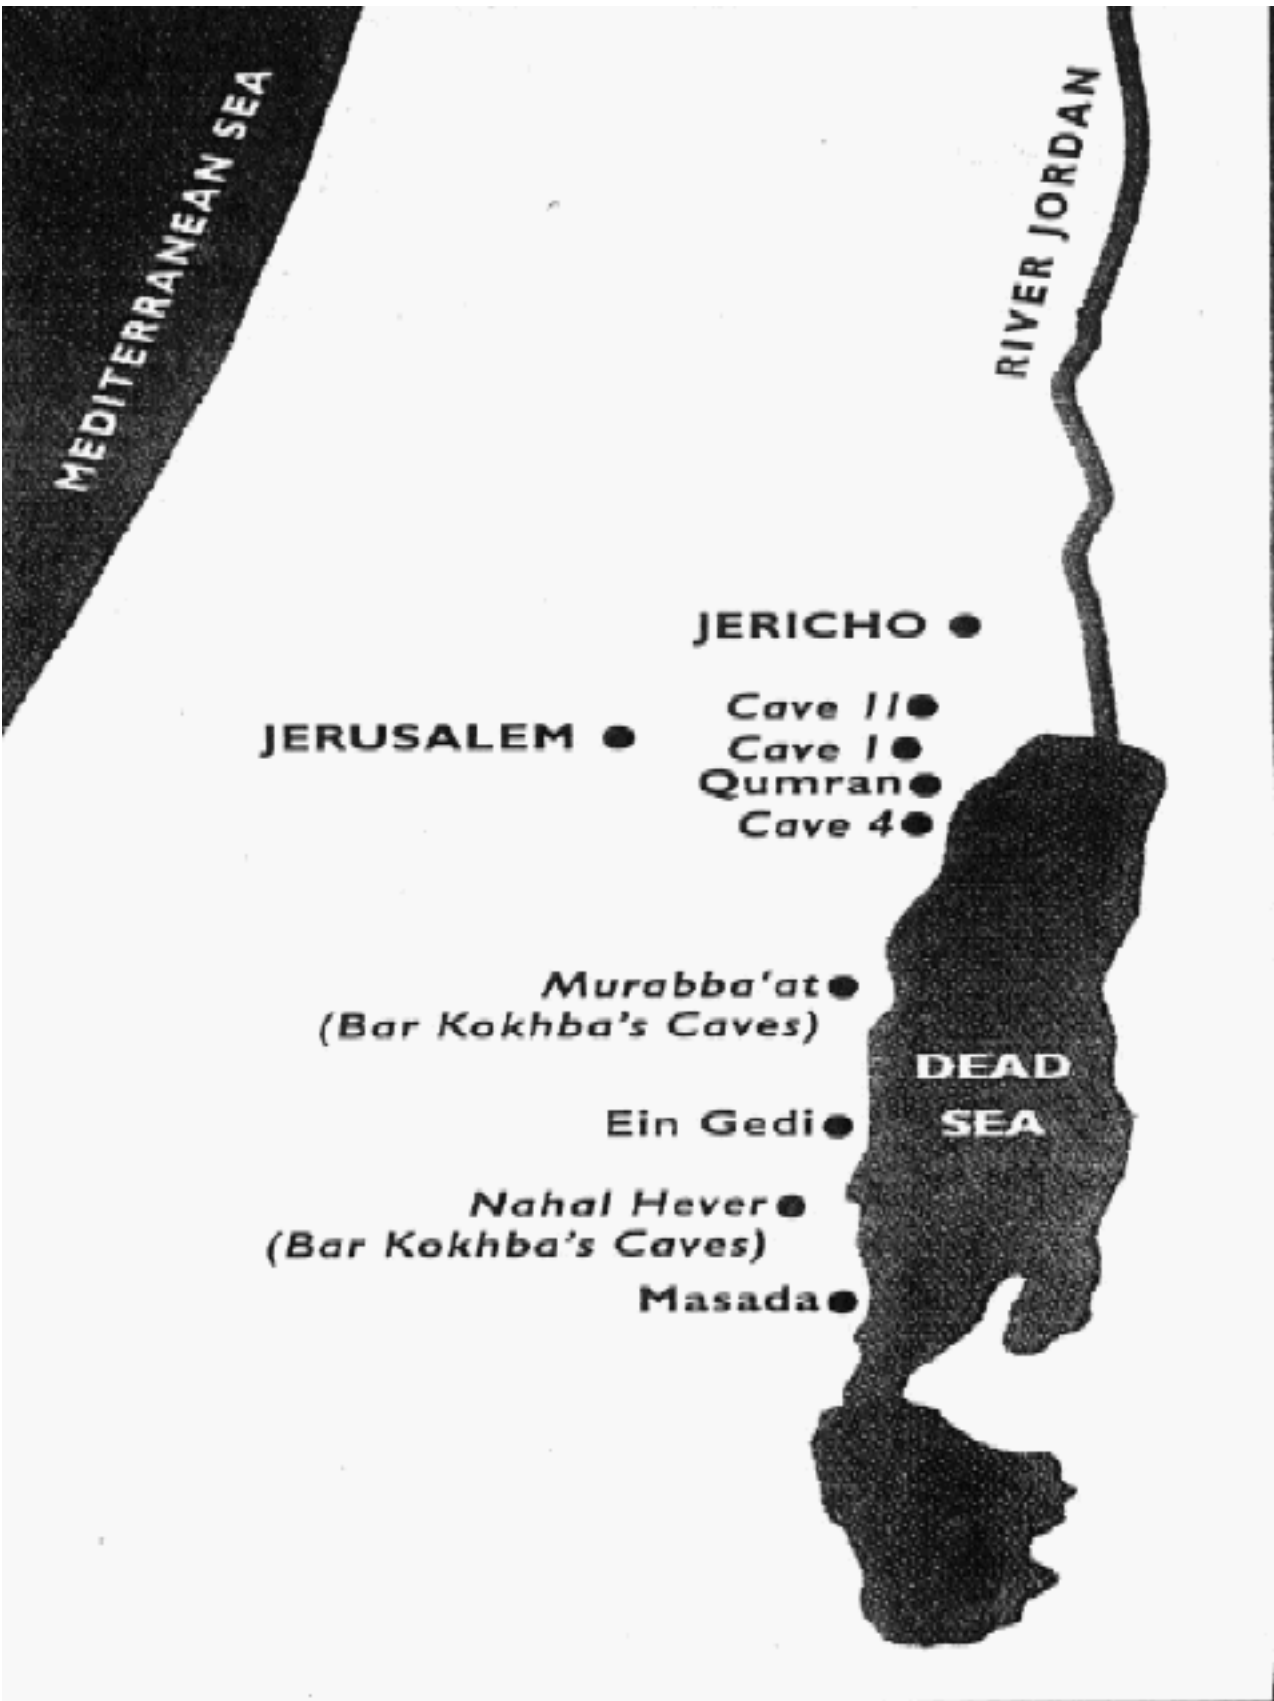 MEDITERRANEAN SEA
RIVER JORDAN
JERICHO
Cave 11
JERUSALEM
Cave 1
Qumran
Cave 4
Murabba'at
(Bar Kokhba's Caves)
DEAD
SEA
Ein Gedi
Nahal Hever
(Bar Kokhba's Caves)
Masada